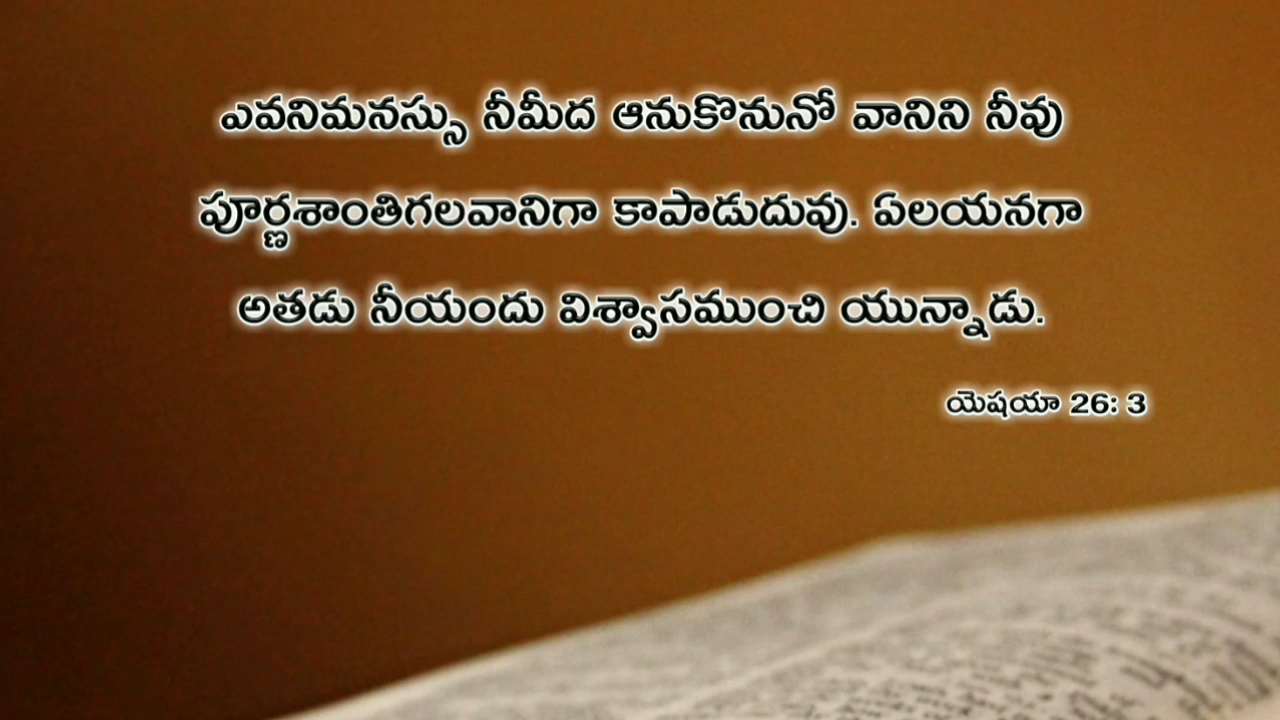 ఎవనిమనస్సు నీమీద ఆనుకొనునో వానిని నీవు
పూర్ణశాంతిగలవానిగా కాపాడుదువు. ఏలయనగా
అతడు నీయందు విశ్వాసముంచి యున్నాడు.
యెషయా 26: 3